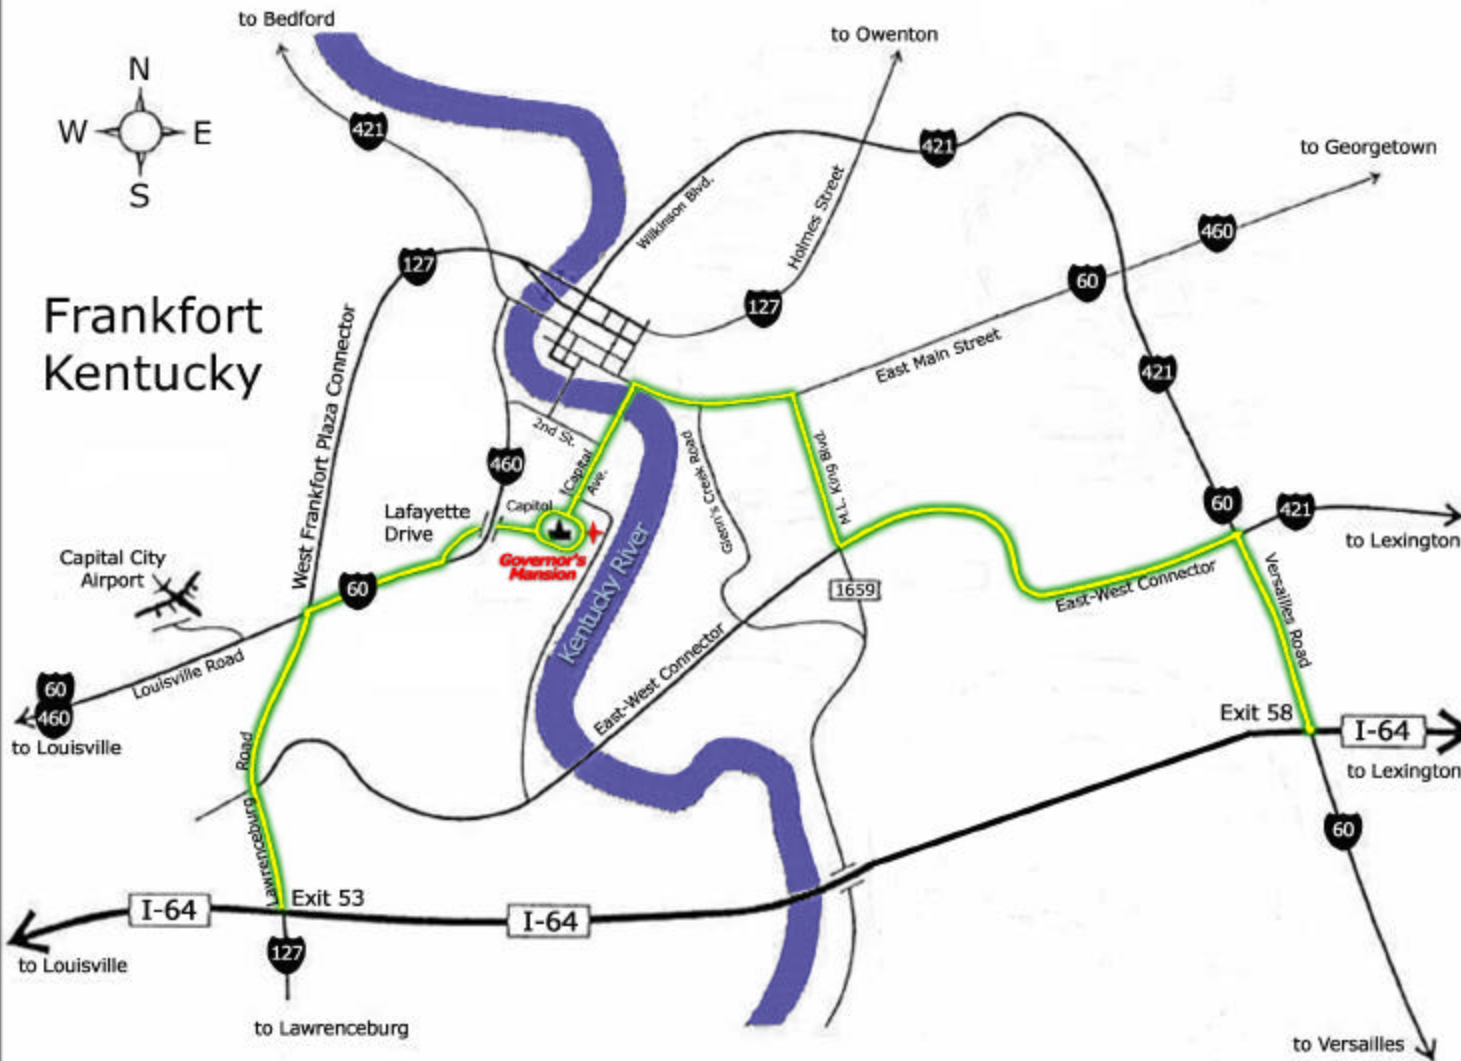 to Bedford
to Owenton
N
W
E
S
421
421
to Georgetown
Wilkinson Blvd.
Holmes Street
460
127
60
127
Frankfort
Kentucky
West Frankfort Plaza Connector
East Main Street
421
2nd St.
Capital
Ave.
460
Glenn's Creek Road
M.L. King Blvd.
Lafayette
Drive
Capitol
60
421
to Lexington
Capital City
Airport
Governor's
Mansion
60
1659
Kentucky River
East-West Connector
Versailles Road
Louisville Road
East-West Connector
60
460
to Louisville
Exit 58
I-64
to Lexington
Lawrenceburg Road
60
Exit 53
I-64
I-64
127
to Louisville
to Lawrenceburg
to Versailles